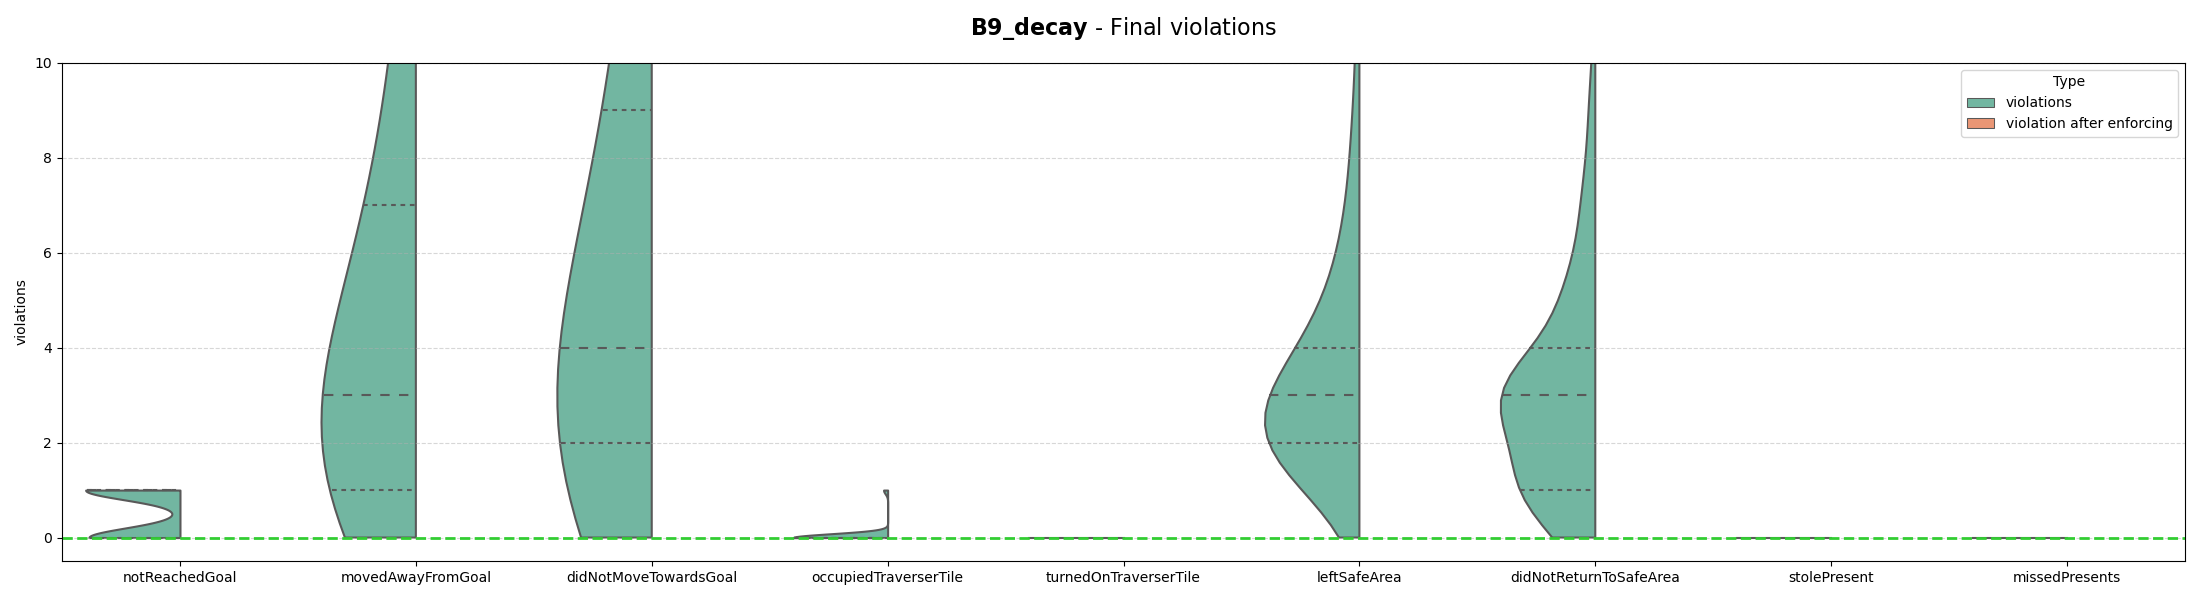 B9_decay - Final violations
10
8
6
4
2
0
violations
Type
violations
violation after enforcing
notReachedGoal
movedAwayFromGoal
didNotMoveTowardsGoal
occupiedTraverserTile
turnedOnTraverserTile
leftSafeArea
didNotReturnToSafeArea
stolePresent
missedPresents